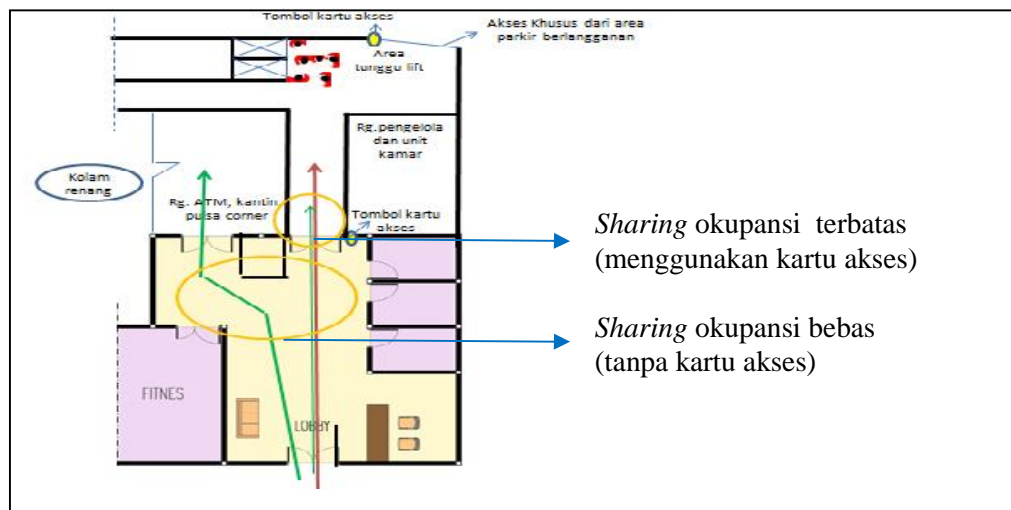 Tombol kartu akses
Akses Khusus dari area
parkir berlangganan
Area
tunggu lift
Rg.pengelola
dan unit
kamar
Kolam
renang
Rg. ATM, kantin
pulsa corner
Tombol kartu
akses
Sharing okupansi terbatas
(menggunakan kartu akses)
Sharing okupansi bebas
(tanpa kartu akses)
FITNES
LOBBY